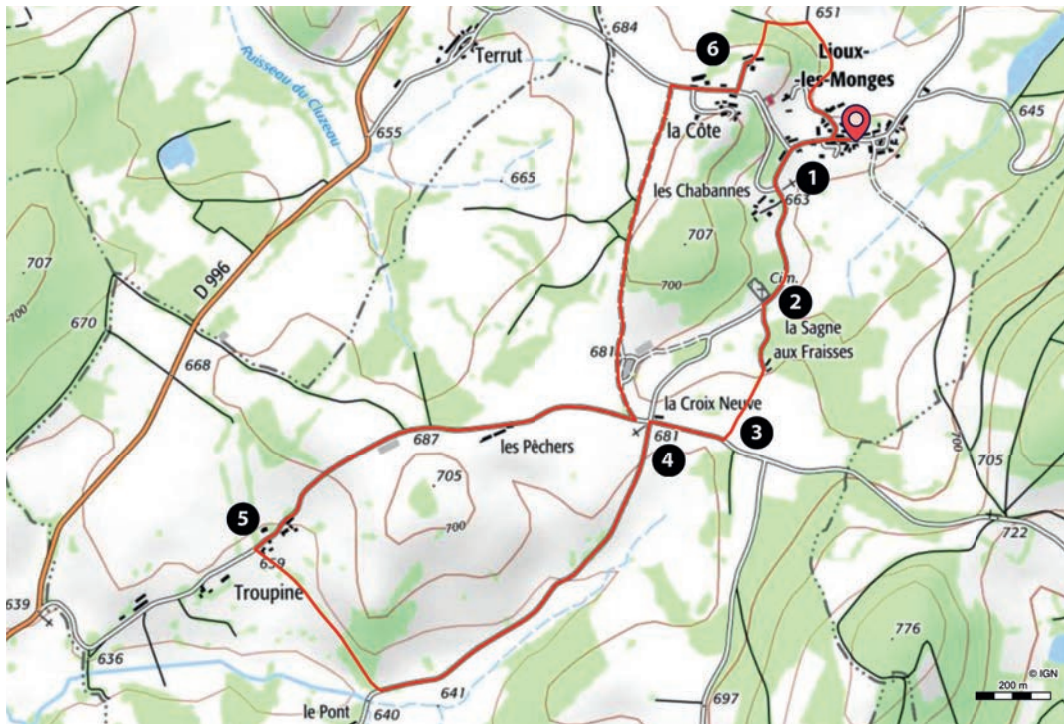 684
651
6
Terrut
Lioux-
-les-Monges
Ruisseau du Cluzeau
la Côte
645
655
665
1
les Chabannes
663
707
707
700
Cim.
700
2
D 996
la Sagne
aux Fraisses
670
681
668
la Croix Neuve
3
700
687
les Pêchers
681
4
705
705
700
5
722
659
Troupine
639
776
636
641
697
© IGN
200 m
le Pont
640